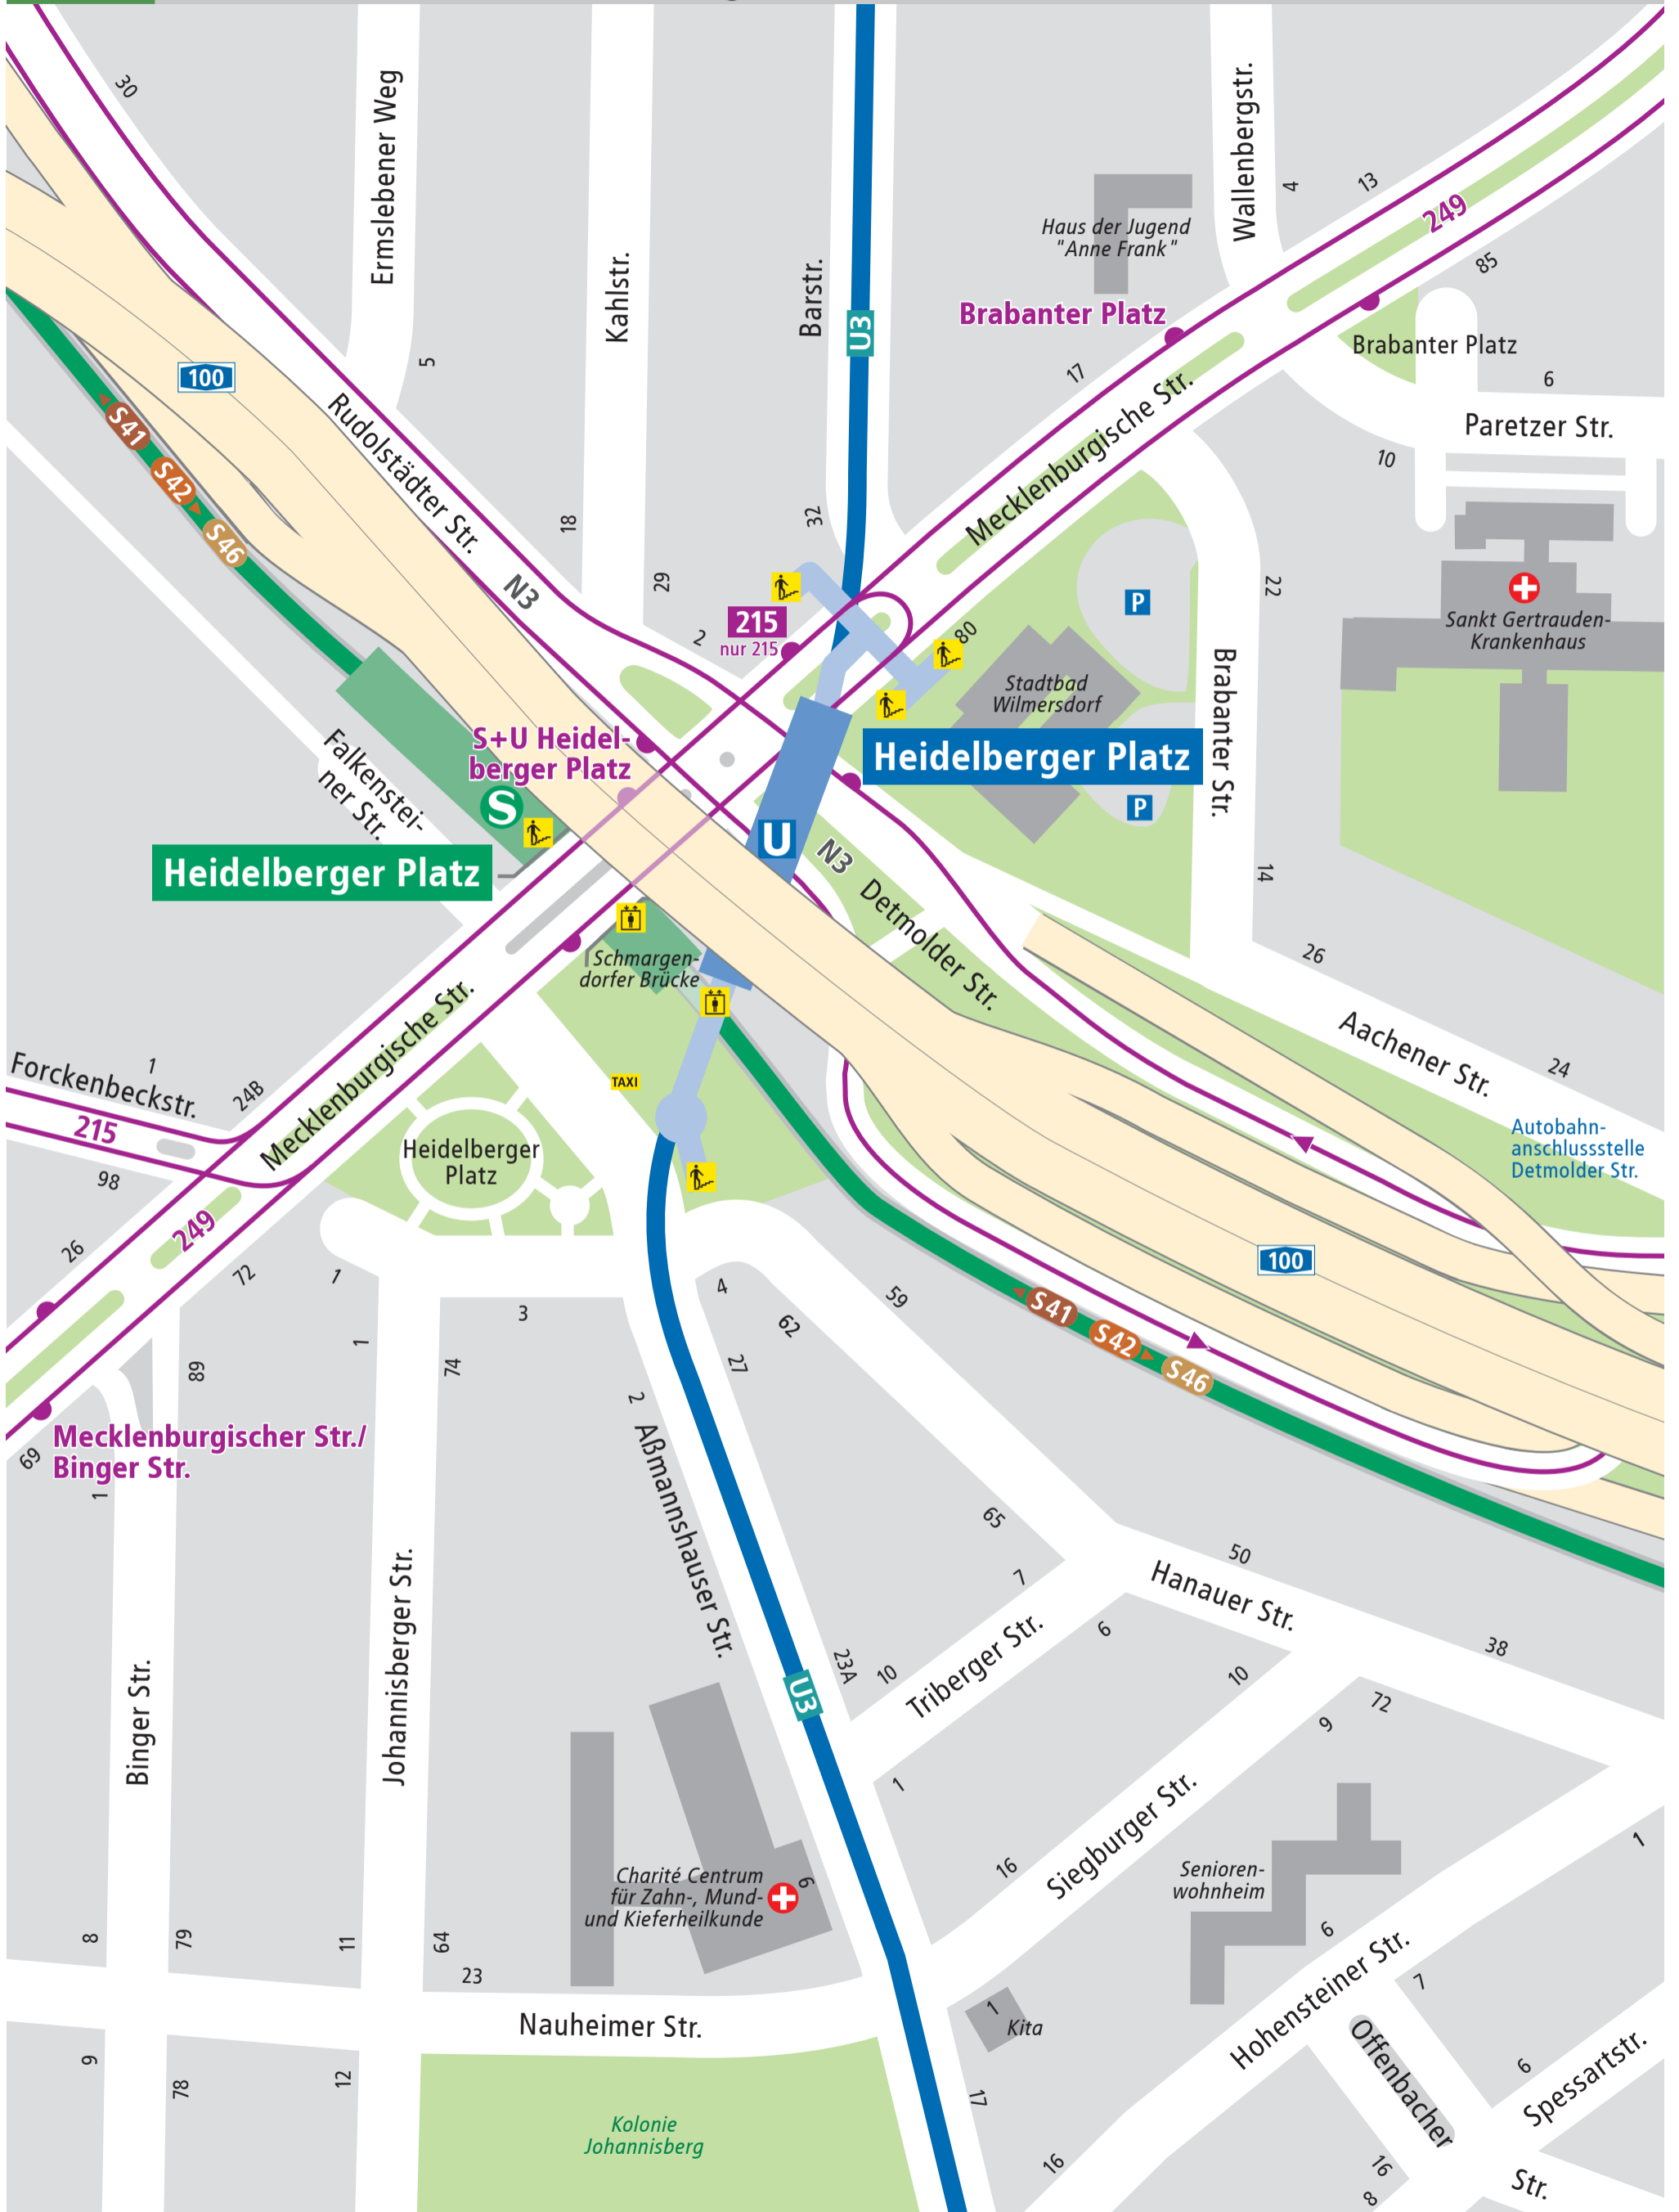 30
Ermslebener Weg
Kahlstr.
Barstr.
Wallenbergstr.
4
13
249
85
Haus der Jugend
"Anne Frank"
Brabanter Platz
U3
Brabanter Platz
6
Paretzer Str.
10
17
Mecklenburgische Str.
100
5
S41
S42
S46
Rudolstädter Str.
N3
18
29
32
2
215
nur 215
80
P
22
Sankt Gertrauden-
Krankenhaus
Stadtbad
Wilmersdorf
Brabanter Str.
S+U Heidel-
berger Platz
Heidelberger Platz
Falkenstei-
ner Str.
S
P
U
Heidelberger Platz
N3
Detmolder Str.
14
26
Schmargen-
dorfer Brücke
Mecklenburgische Str.
Aachener Str.
24
Forckenbeckstr.
1
24B
TAXI
215
98
Heidelberger
Platz
Autobahn-
anschlussstelle
Detmolder Str.
249
26
72
1
3
4
62
59
100
S41
S42
S46
1
89
74
27
2
Mecklenburgischer Str./
Binger Str.
69
1
Aßmannshauser Str.
65
7
50
Hanauer Str.
38
6
Triberger Str.
10
23A
10
72
9
U3
Binger Str.
Johannisberger Str.
1
Siegburger Str.
16
1
Charité Centrum
für Zahn-, Mund-
und Kieferheilkunde
6
Senioren-
wohnheim
6
8
79
11
64
23
Nauheimer Str.
Hohensteiner Str.
7
1
Kita
Offenbacher
Str.
6
Spessartstr.
9
78
12
17
16
16
8
Kolonie
Johannisberg